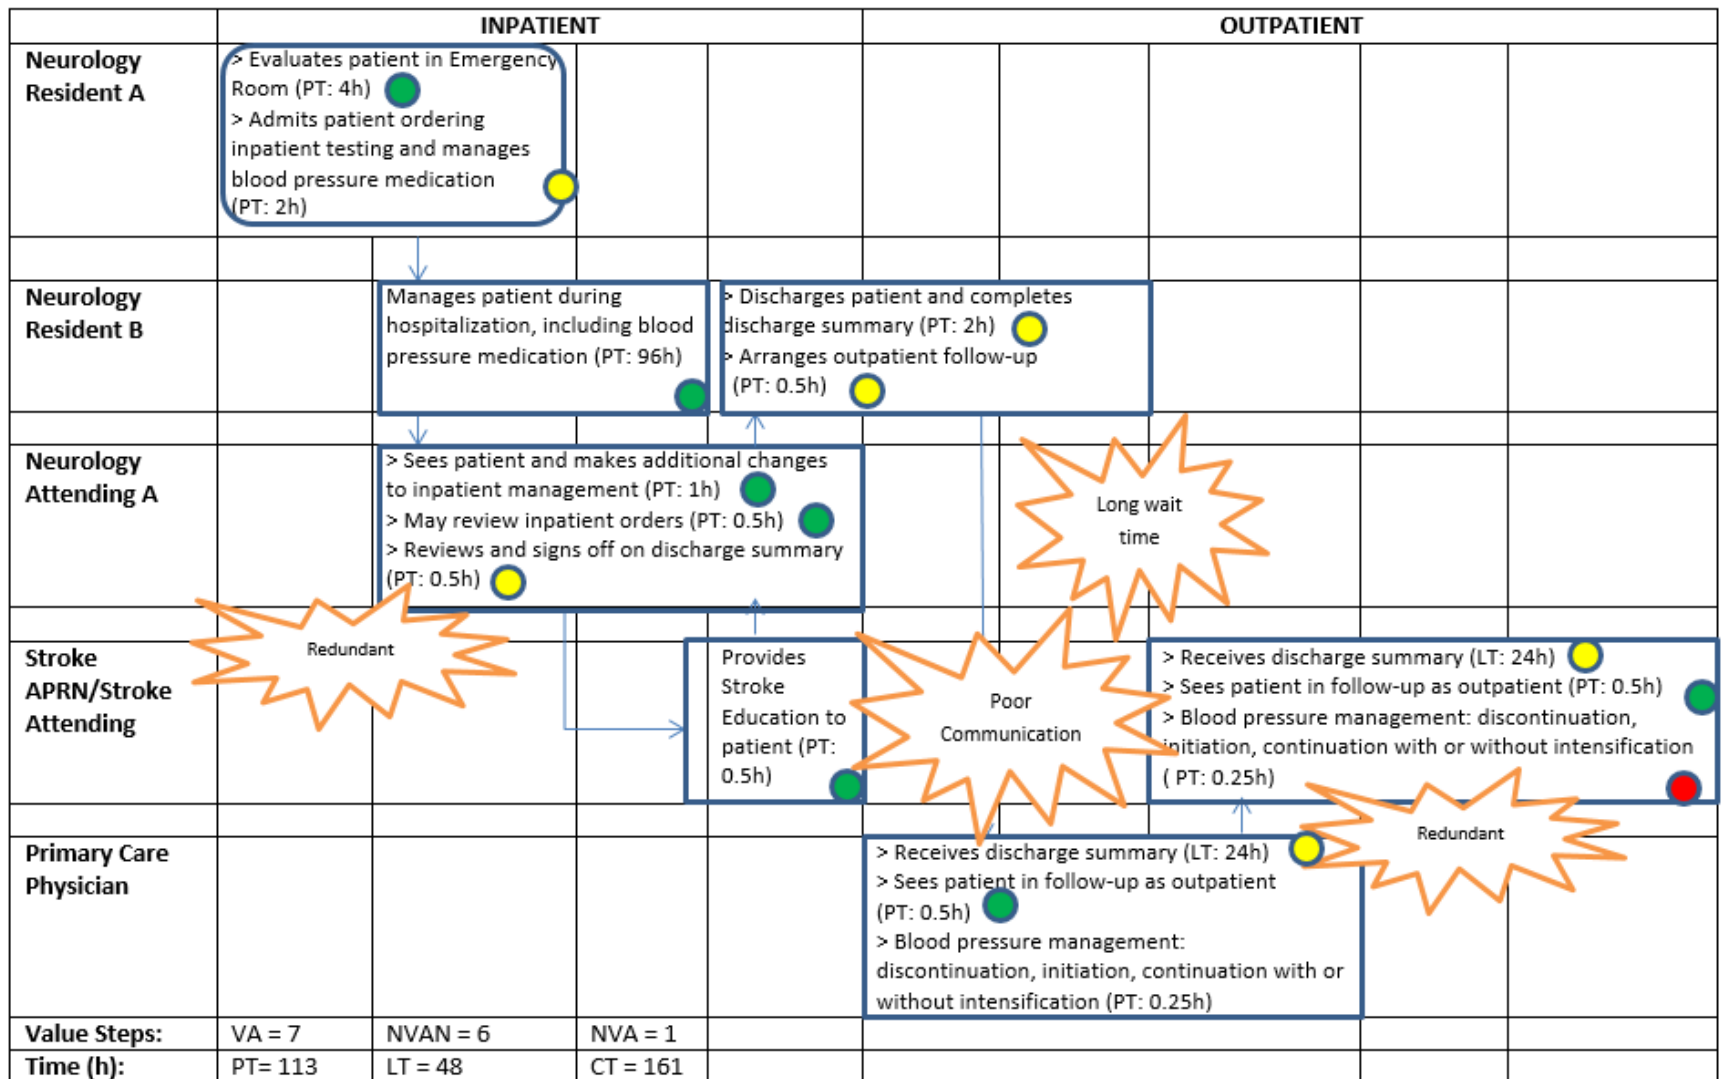 INPATIENT
OUTPATIENT
Neurology
Resident A
> Evaluates patient in Emergency
Room (PT: 4h)
> Admits patient ordering
inpatient testing and manages
blood pressure medication
(PT: 2h)
Neurology
Resident B
Manages patient during
hospitalization, including blood
pressure medication (PT: 96h)
> Discharges patient and completes
discharge summary (PT: 2h)
> Arranges outpatient follow-up
(PT: 0.5h)
Neurology
Attending A
> Sees patient and makes additional changes
to inpatient management (PT: 1h)
> May review inpatient orders (PT: 0.5h)
> Reviews and signs off on discharge summary
(PT: 0.5h)
Long wait
time
Redundant
Stroke
APRN/Stroke
Attending
Provides
Stroke
Education to
patient (PT:
0.5h)
Poor
Communication
> Receives discharge summary (LT: 24h)
> Sees patient in follow-up as outpatient (PT: 0.5h)
> Blood pressure management: discontinuation,
initiation, continuation with or without intensification
( PT: 0.25h)
Redundant
Primary Care
Physician
> Receives discharge summary (LT: 24h)
> Sees patient in follow-up as outpatient
(PT: 0.5h)
> Blood pressure management:
discontinuation, initiation, continuation with or
without intensification (PT: 0.25h)
Value Steps:
VA = 7
NVAN = 6
NVA = 1
Time (h):
PT= 113
LT = 48
CT = 161